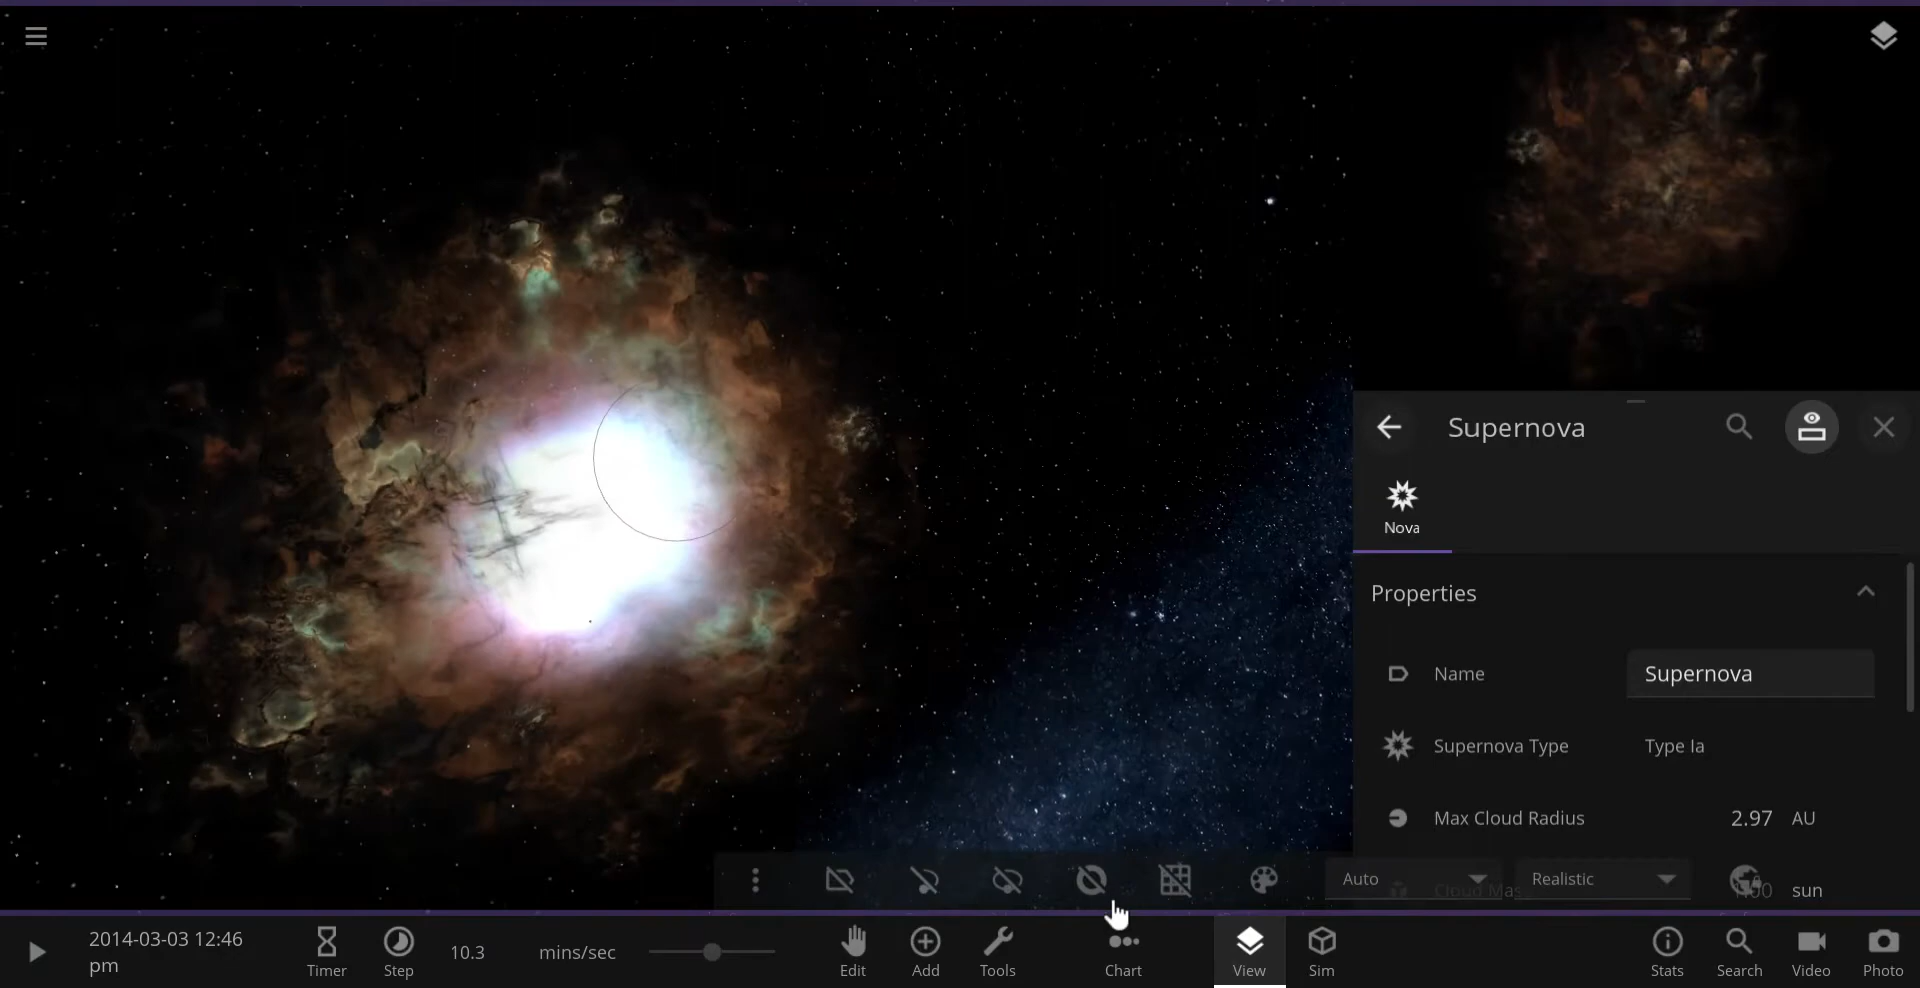 Supernova
Nova
Properties
Name Supernova
Supernova Type Type Ia
Max Cloud Radius 2.97 AU
Auto
Realistic
sun
2014-03-03 12:46
pm
Timer
Step
10.3 mins/sec
Edit
Add
Tools
Chart
View
Sim
Stats
Search
Video
Photo